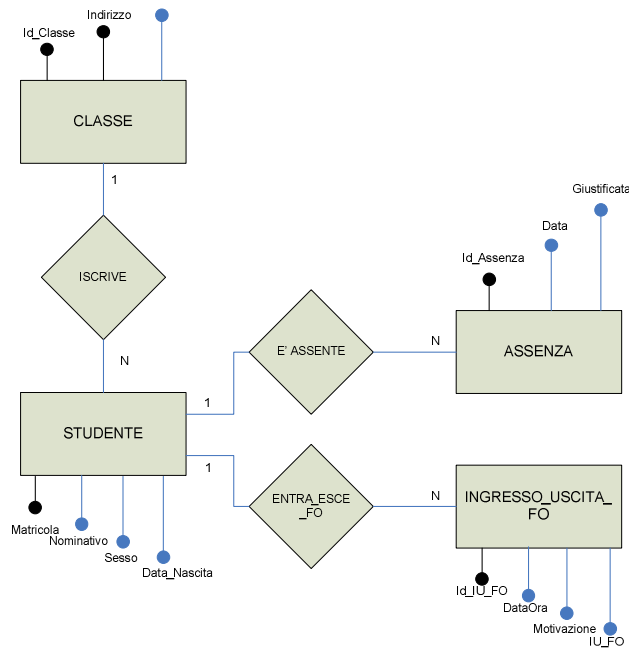 Indirizzo
Id_Classe
CLASSE
1
ISCRIVE
N
Giustificata
Data
Id_Assenza
E' ASSENTE
N
ASSENZA
1
STUDENTE
1
ENTRA_ESCE
_FO
N
INGRESSO_USCITA_
FO
Matricola
Nominativo
Sesso
Data_Nascita
Id_IU_FO
DataOra
Motivazione
IU_FO